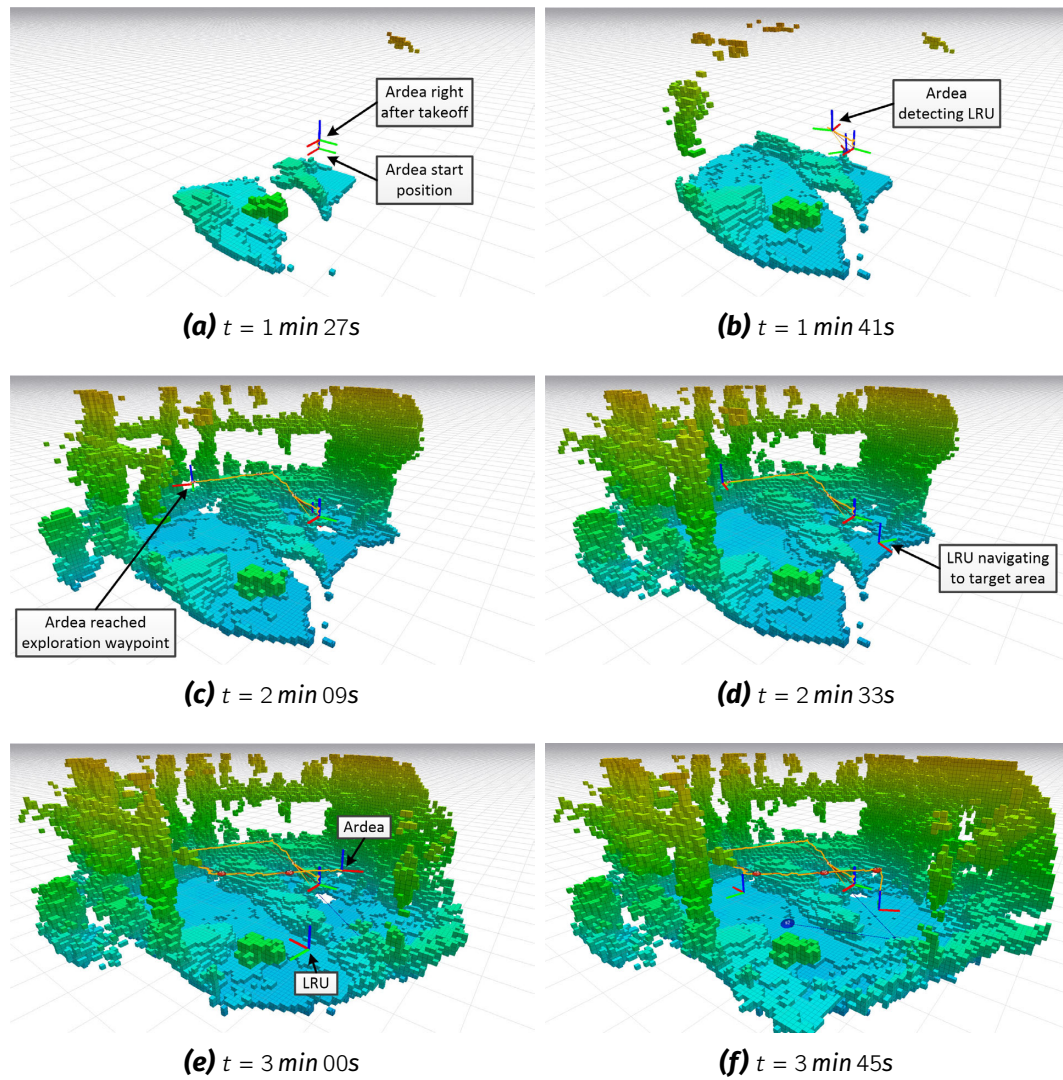 Ardea right
after takeoff
Ardea start
position
Ardea
detecting LRU
(a) t = 1 min 27s
(b) t = 1 min 41s
Ardea reached
exploration waypoint
LRU navigating
to target area
(c) t = 2 min 09s
(d) t = 2 min 33s
Ardea
LRU
(e) t = 3 min 00s
(f) t = 3 min 45s